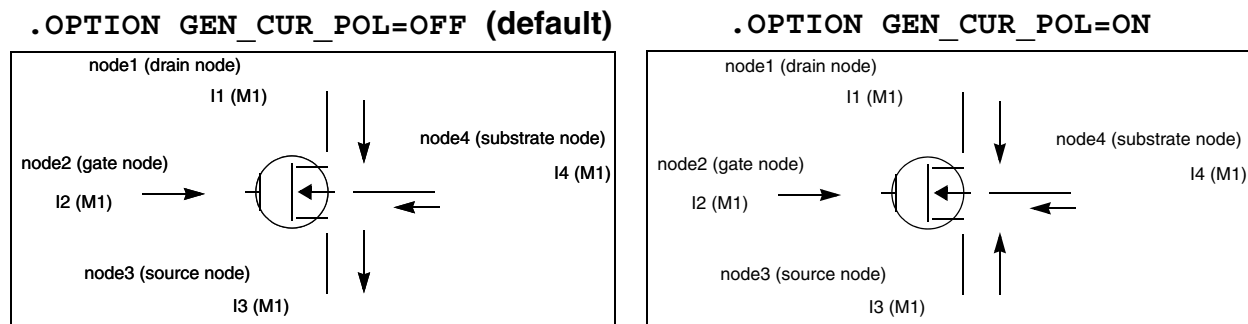 .OPTION GEN_CUR_POL=OFF (default)
node1 (drain node)
I1 (M1)
node4 (substrate node)
node2 (gate node)
I4 (M1)
I2 (M1)
node3 (source node)
I3 (M1)
.OPTION GEN_CUR_POL=ON
node1 (drain node)
I1 (M1)
node4 (substrate node)
node2 (gate node)
I4 (M1)
I2 (M1)
node3 (source node)
I3 (M1)